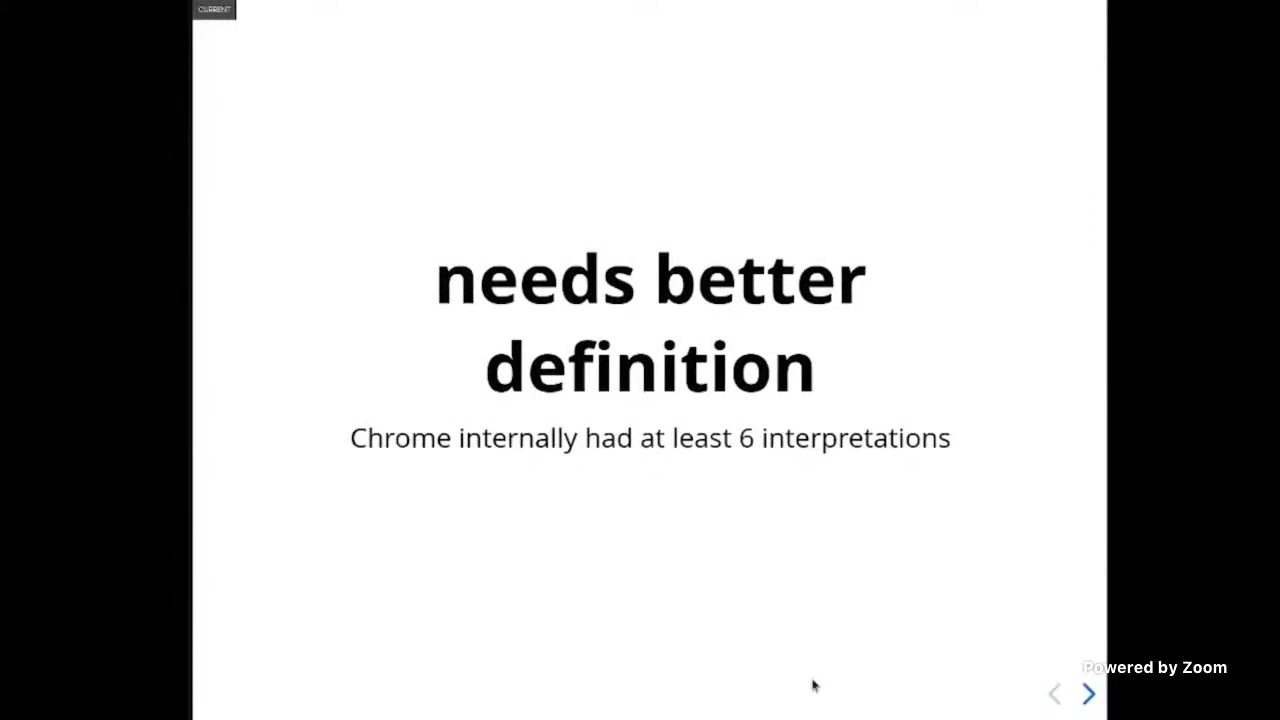 CURRENT
needs better
definition
Chrome internally had at least 6 interpretations
Powered by Zoom